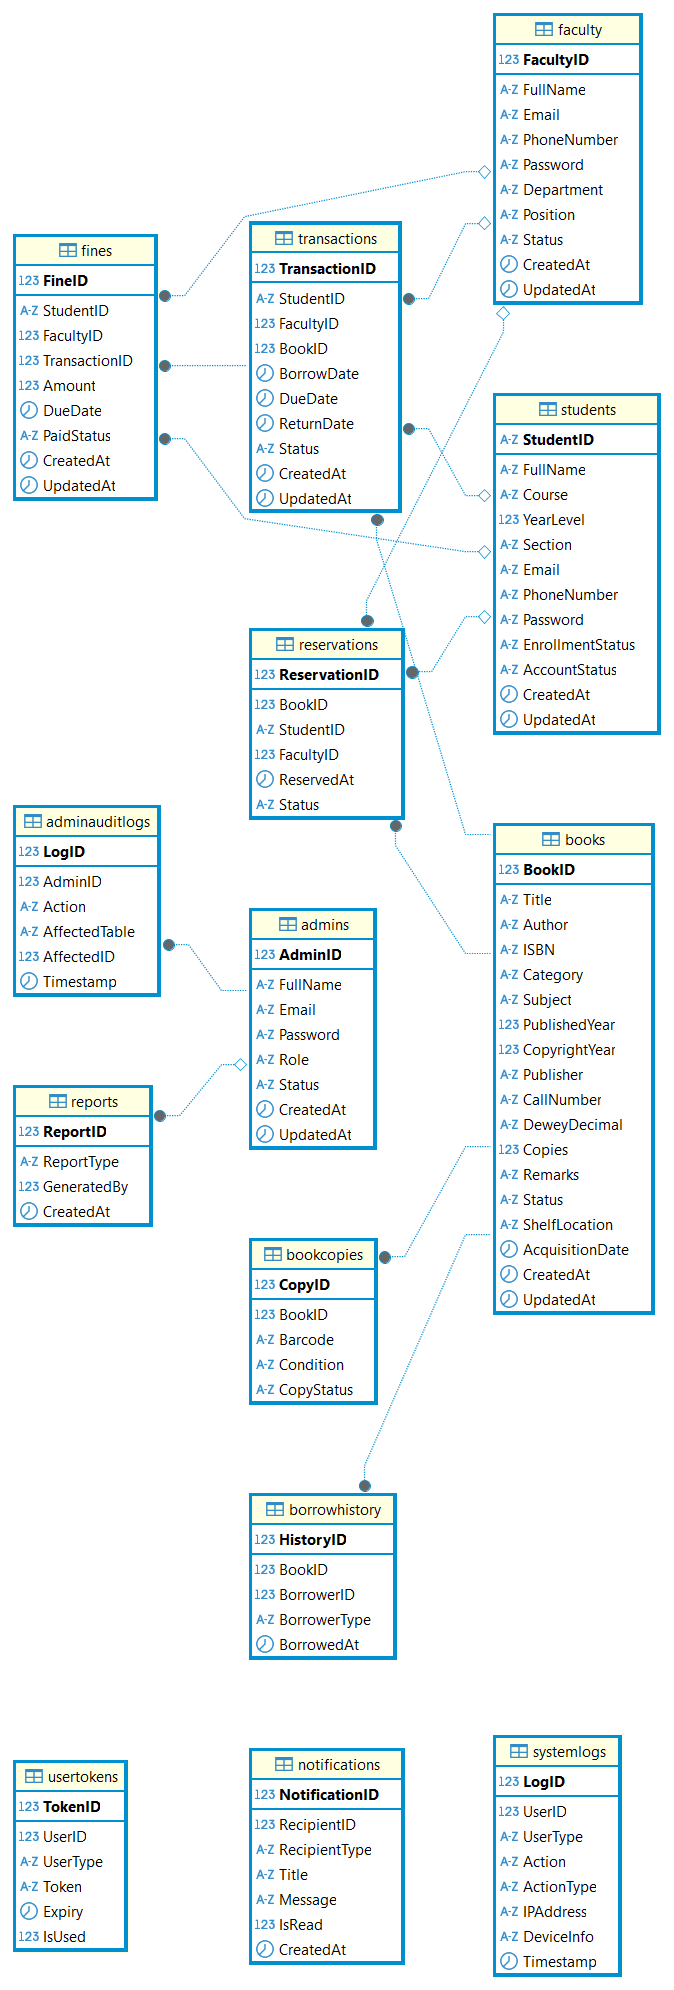 faculty
123 FacultyID
A-Z FullName
A-Z Email
A-Z PhoneNumber
A-Z Password
A-Z Department
A-Z Position
A-Z Status
CreatedAt
UpdatedAt
fines
123 FineID
A-Z StudentID
123 FacultyID
123 TransactionID
123 Amount
DueDate
A-Z PaidStatus
CreatedAt
UpdatedAt
transactions
123 TransactionID
A-Z StudentID
123 FacultyID
123 BookID
BorrowDate
DueDate
ReturnDate
A-Z Status
CreatedAt
UpdatedAt
students
A-Z StudentID
A-Z FullName
A-Z Course
123 YearLevel
A-Z Section
A-Z Email
A-Z PhoneNumber
A-Z Password
A-Z EnrollmentStatus
A-Z AccountStatus
CreatedAt
UpdatedAt
reservations
123 ReservationID
123 BookID
A-Z StudentID
123 FacultyID
ReservedAt
A-Z Status
adminauditlogs
123 LogID
123 AdminID
A-Z Action
A-Z AffectedTable
123 AffectedID
Timestamp
books
123 BookID
A-Z Title
A-Z Author
A-Z ISBN
A-Z Category
A-Z Subject
123 PublishedYear
123 CopyrightYear
A-Z Publisher
A-Z CallNumber
A-Z DeweyDecimal
123 Copies
A-Z Remarks
A-Z Status
A-Z ShelfLocation
AcquisitionDate
CreatedAt
UpdatedAt
admins
123 AdminID
A-Z FullName
A-Z Email
A-Z Password
A-Z Role
A-Z Status
CreatedAt
UpdatedAt
reports
123 ReportID
A-Z ReportType
123 GeneratedBy
CreatedAt
bookcopies
123 CopyID
123 BookID
A-Z Barcode
A-Z Condition
A-Z CopyStatus
borrowhistory
123 HistoryID
123 BookID
123 BorrowerID
A-Z BorrowerType
BorrowedAt
usertokens
123 TokenID
123 UserID
A-Z UserType
A-Z Token
Expiry
123 IsUsed
notifications
123 NotificationID
123 RecipientID
A-Z RecipientType
A-Z Title
A-Z Message
123 IsRead
CreatedAt
systemlogs
123 LogID
123 UserID
A-Z UserType
A-Z Action
A-Z ActionType
A-Z IPAddress
A-Z DeviceInfo
Timestamp